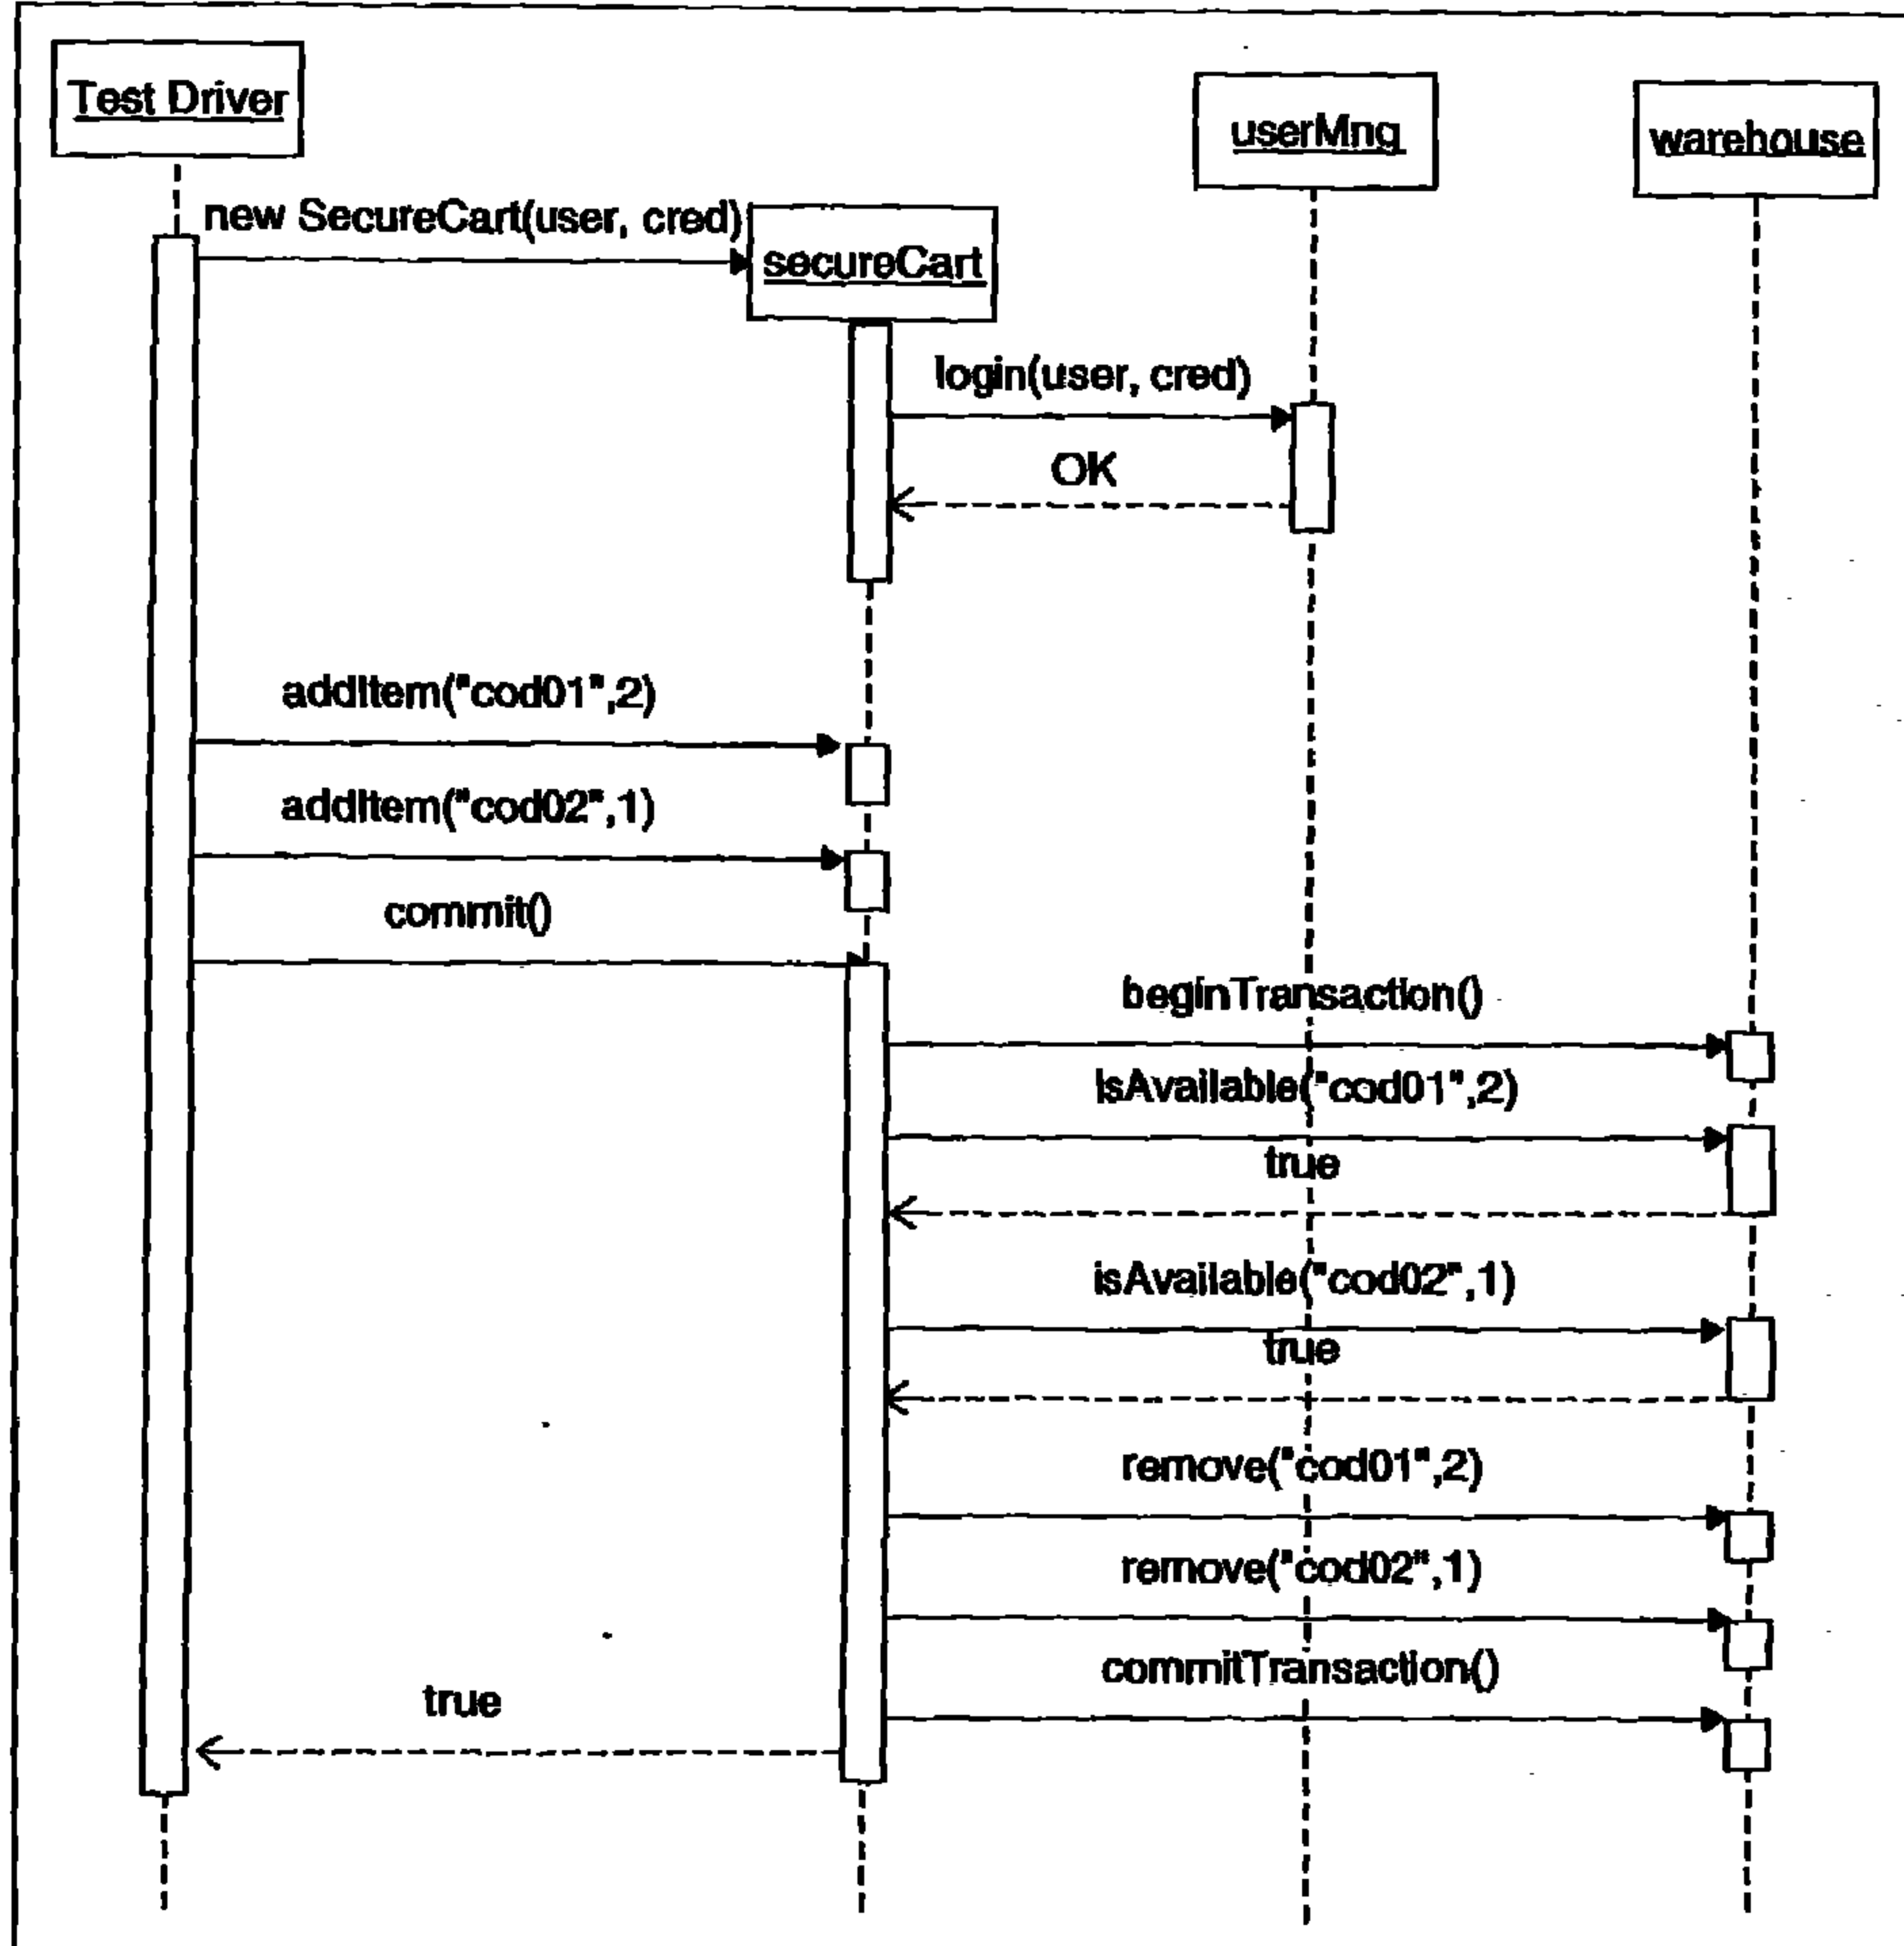 Test Driver
userMng
warehouse
new SecureCart(user, cred)
secureCart
login(user, cred)
OK
addItem("cod01",2)
addItem("cod02",1)
commit()
beginTransaction()
isAvailable("cod01",2)
true
isAvailable("cod02",1)
true
remove("cod01",2)
remove("cod02",1)
commitTransaction()
true